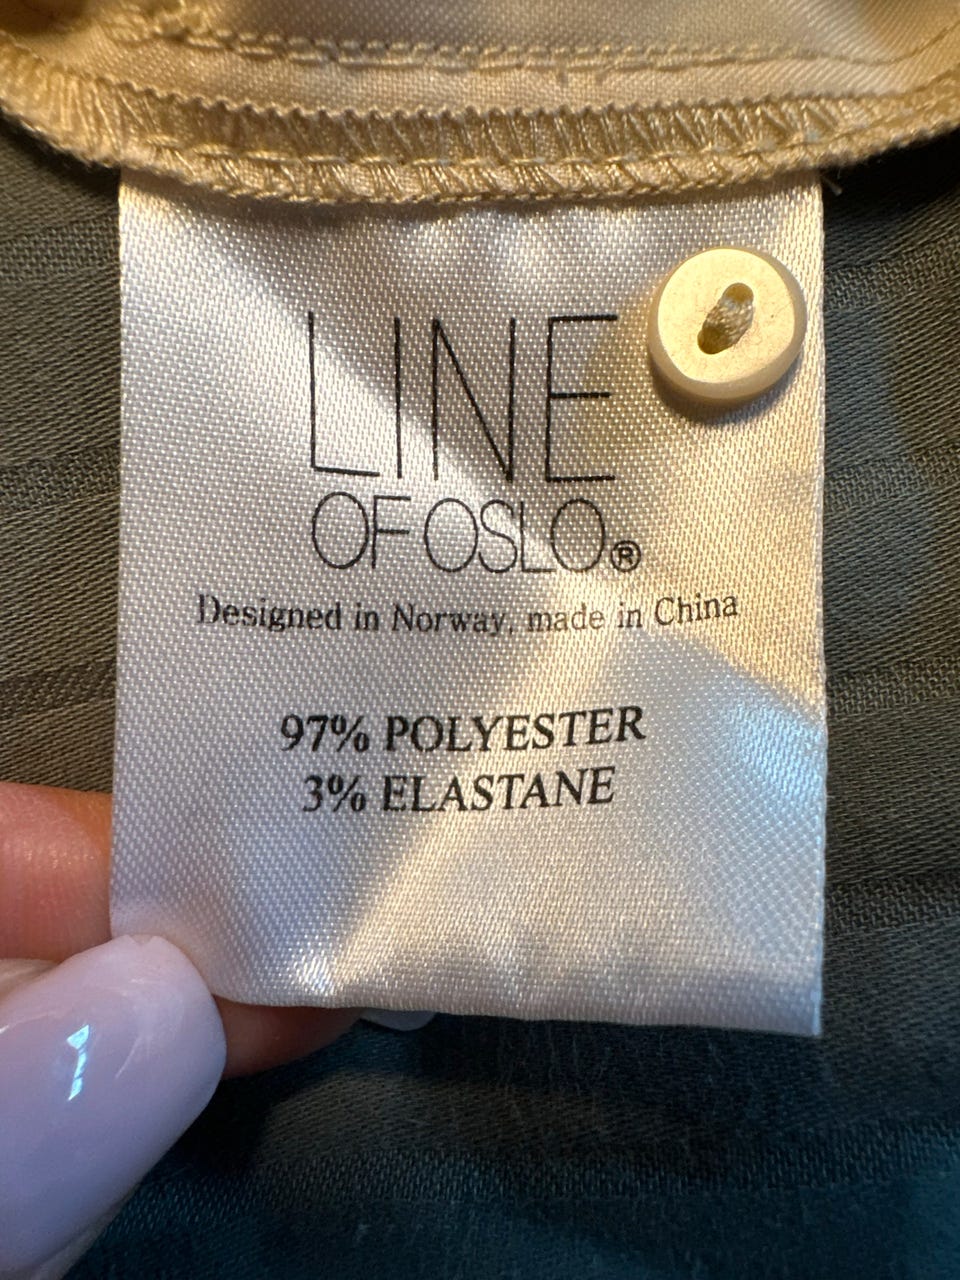 LINE
OF OSLO®
Designed in Norway, made in China
97% POLYESTER
3% ELASTANE